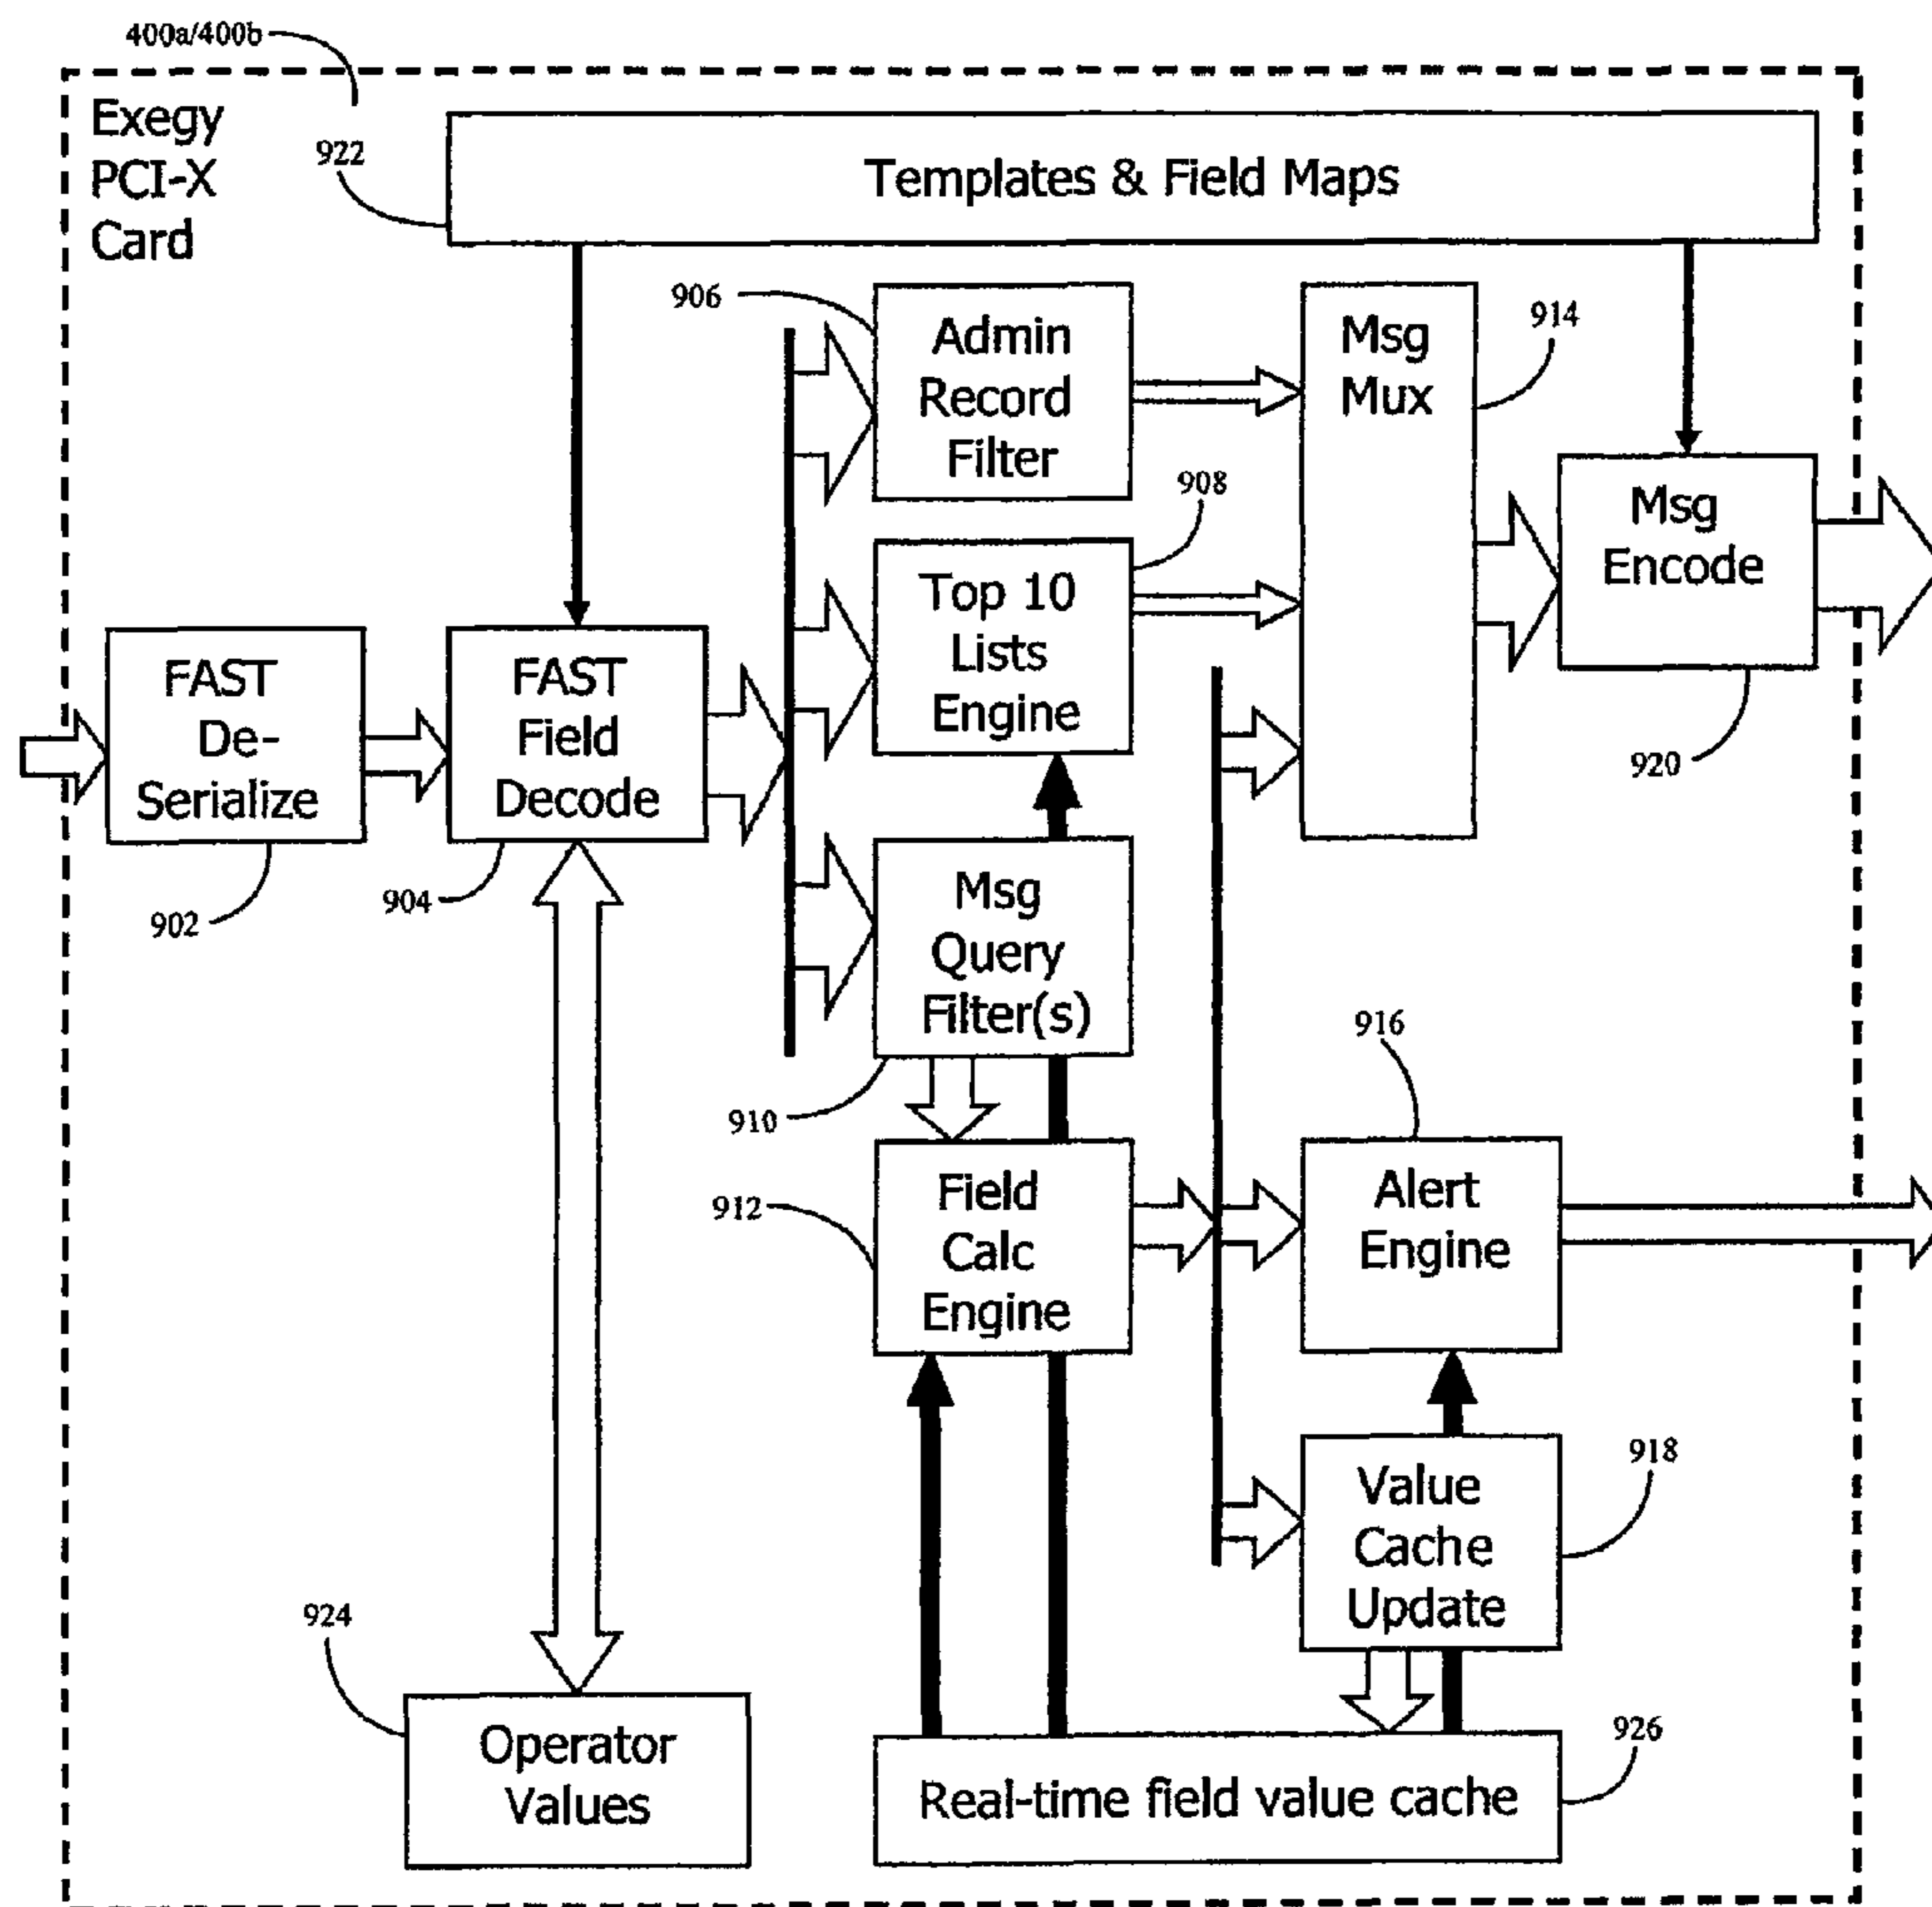 400a/400b
Exegy
PCI-X
Card
922
Templates & Field Maps
906
Admin
Record
Filter
Msg
Mux
914
908
Top 10
Lists
Engine
Msg
Encode
920
FAST
De-
Serialize
902
FAST
Field
Decode
904
Msg
Query
Filter(s)
910
916
912
Field
Calc
Engine
Alert
Engine
918
Value
Cache
Update
924
Operator
Values
926
Real-time field value cache